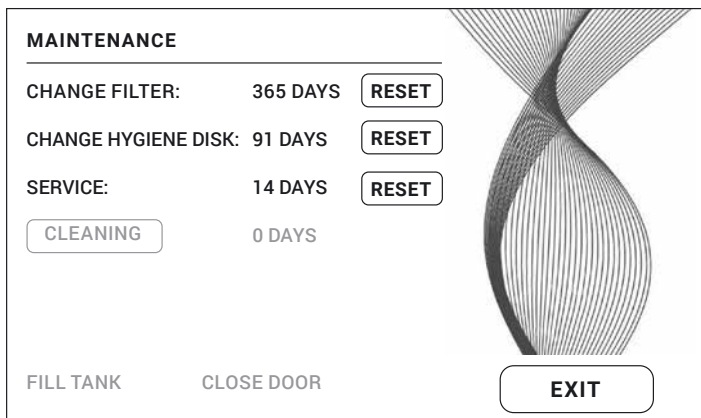 MAINTENANCE
CHANGE FILTER: 365 DAYS RESET
CHANGE HYGIENE DISK: 91 DAYS RESET
SERVICE: 14 DAYS RESET
CLEANING 0 DAYS
FILL TANK CLOSE DOOR EXIT